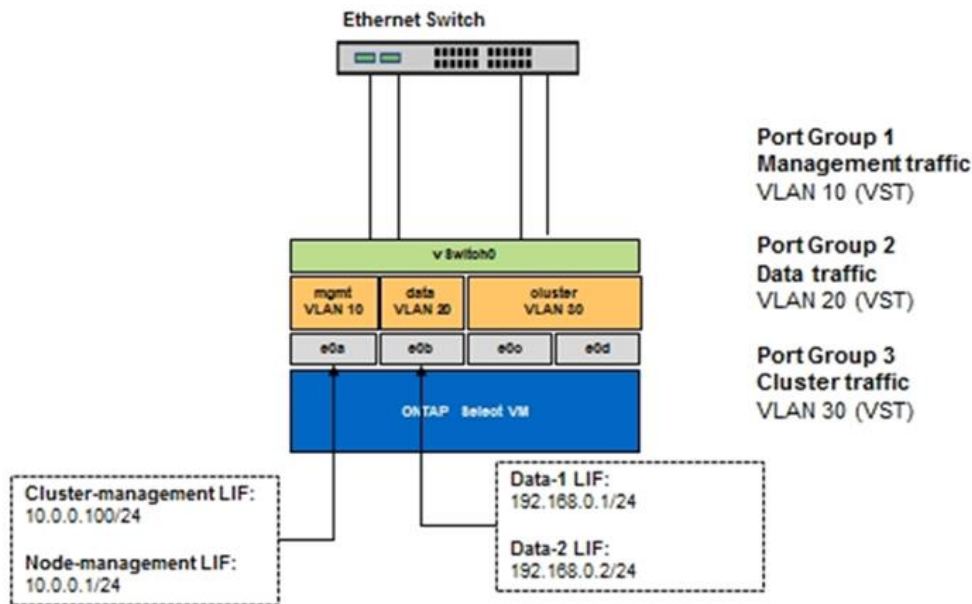 Ethernet Switch
Port Group 1
Management traffic
VLAN 10 (VST)
Port Group 2
Data traffic
VLAN 20 (VST)
Port Group 3
Cluster traffic
VLAN 30 (VST)
v Switch0
mgmt
VLAN 10
data
VLAN 20
cluster
VLAN 30
e0a
e0b
e0c
e0d
ONTAP Select VM
Cluster-management LIF:
10.0.0.100/24
Node-management LIF:
10.0.0.1/24
Data-1 LIF:
192.168.0.1/24
Data-2 LIF:
192.168.0.2/24